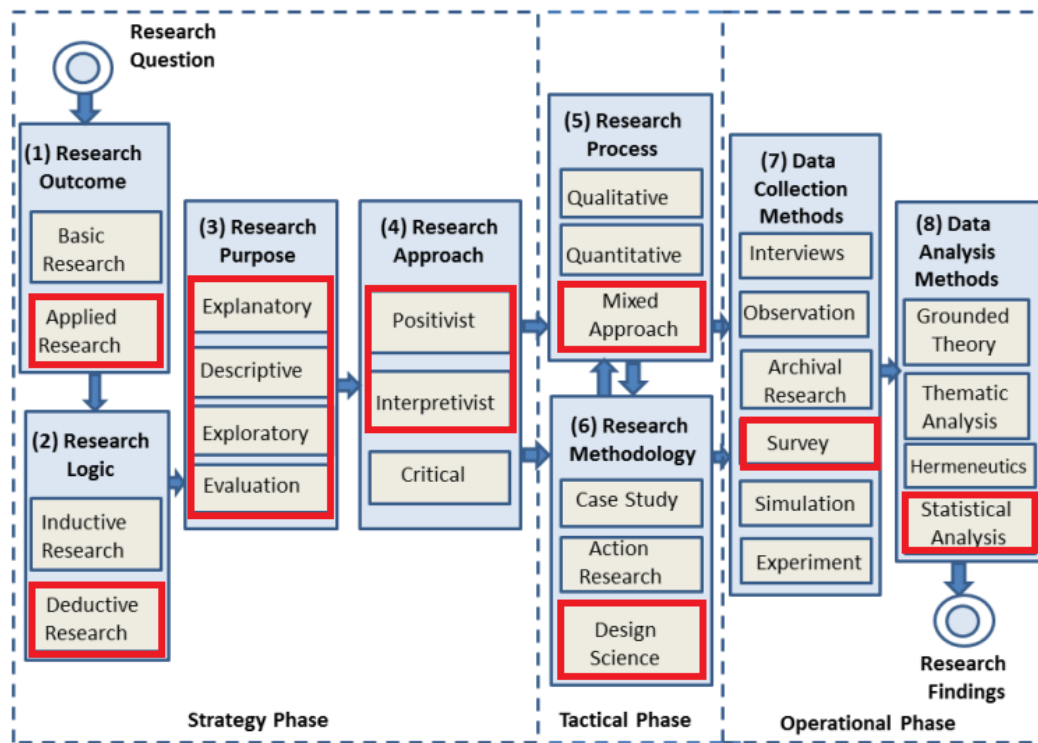 Research
Question
(1) Research
Outcome
Basic
Research
Applied
Research
(2) Research
Logic
Inductive
Research
Deductive
Research
(3) Research
Purpose
Explanatory
Descriptive
Exploratory
Evaluation
(4) Research
Approach
Positivist
Interpretivist
Critical
(5) Research
Process
Qualitative
Quantitative
Mixed
Approach
(6) Research
Methodology
Case Study
Action
Research
Design
Science
(7) Data
Collection
Methods
Interviews
Observation
Archival
Research
Survey
Simulation
Experiment
(8) Data
Analysis
Methods
Grounded
Theory
Thematic
Analysis
Hermeneutics
Statistical
Analysis
Research
Findings
Strategy Phase
Tactical Phase
Operational Phase